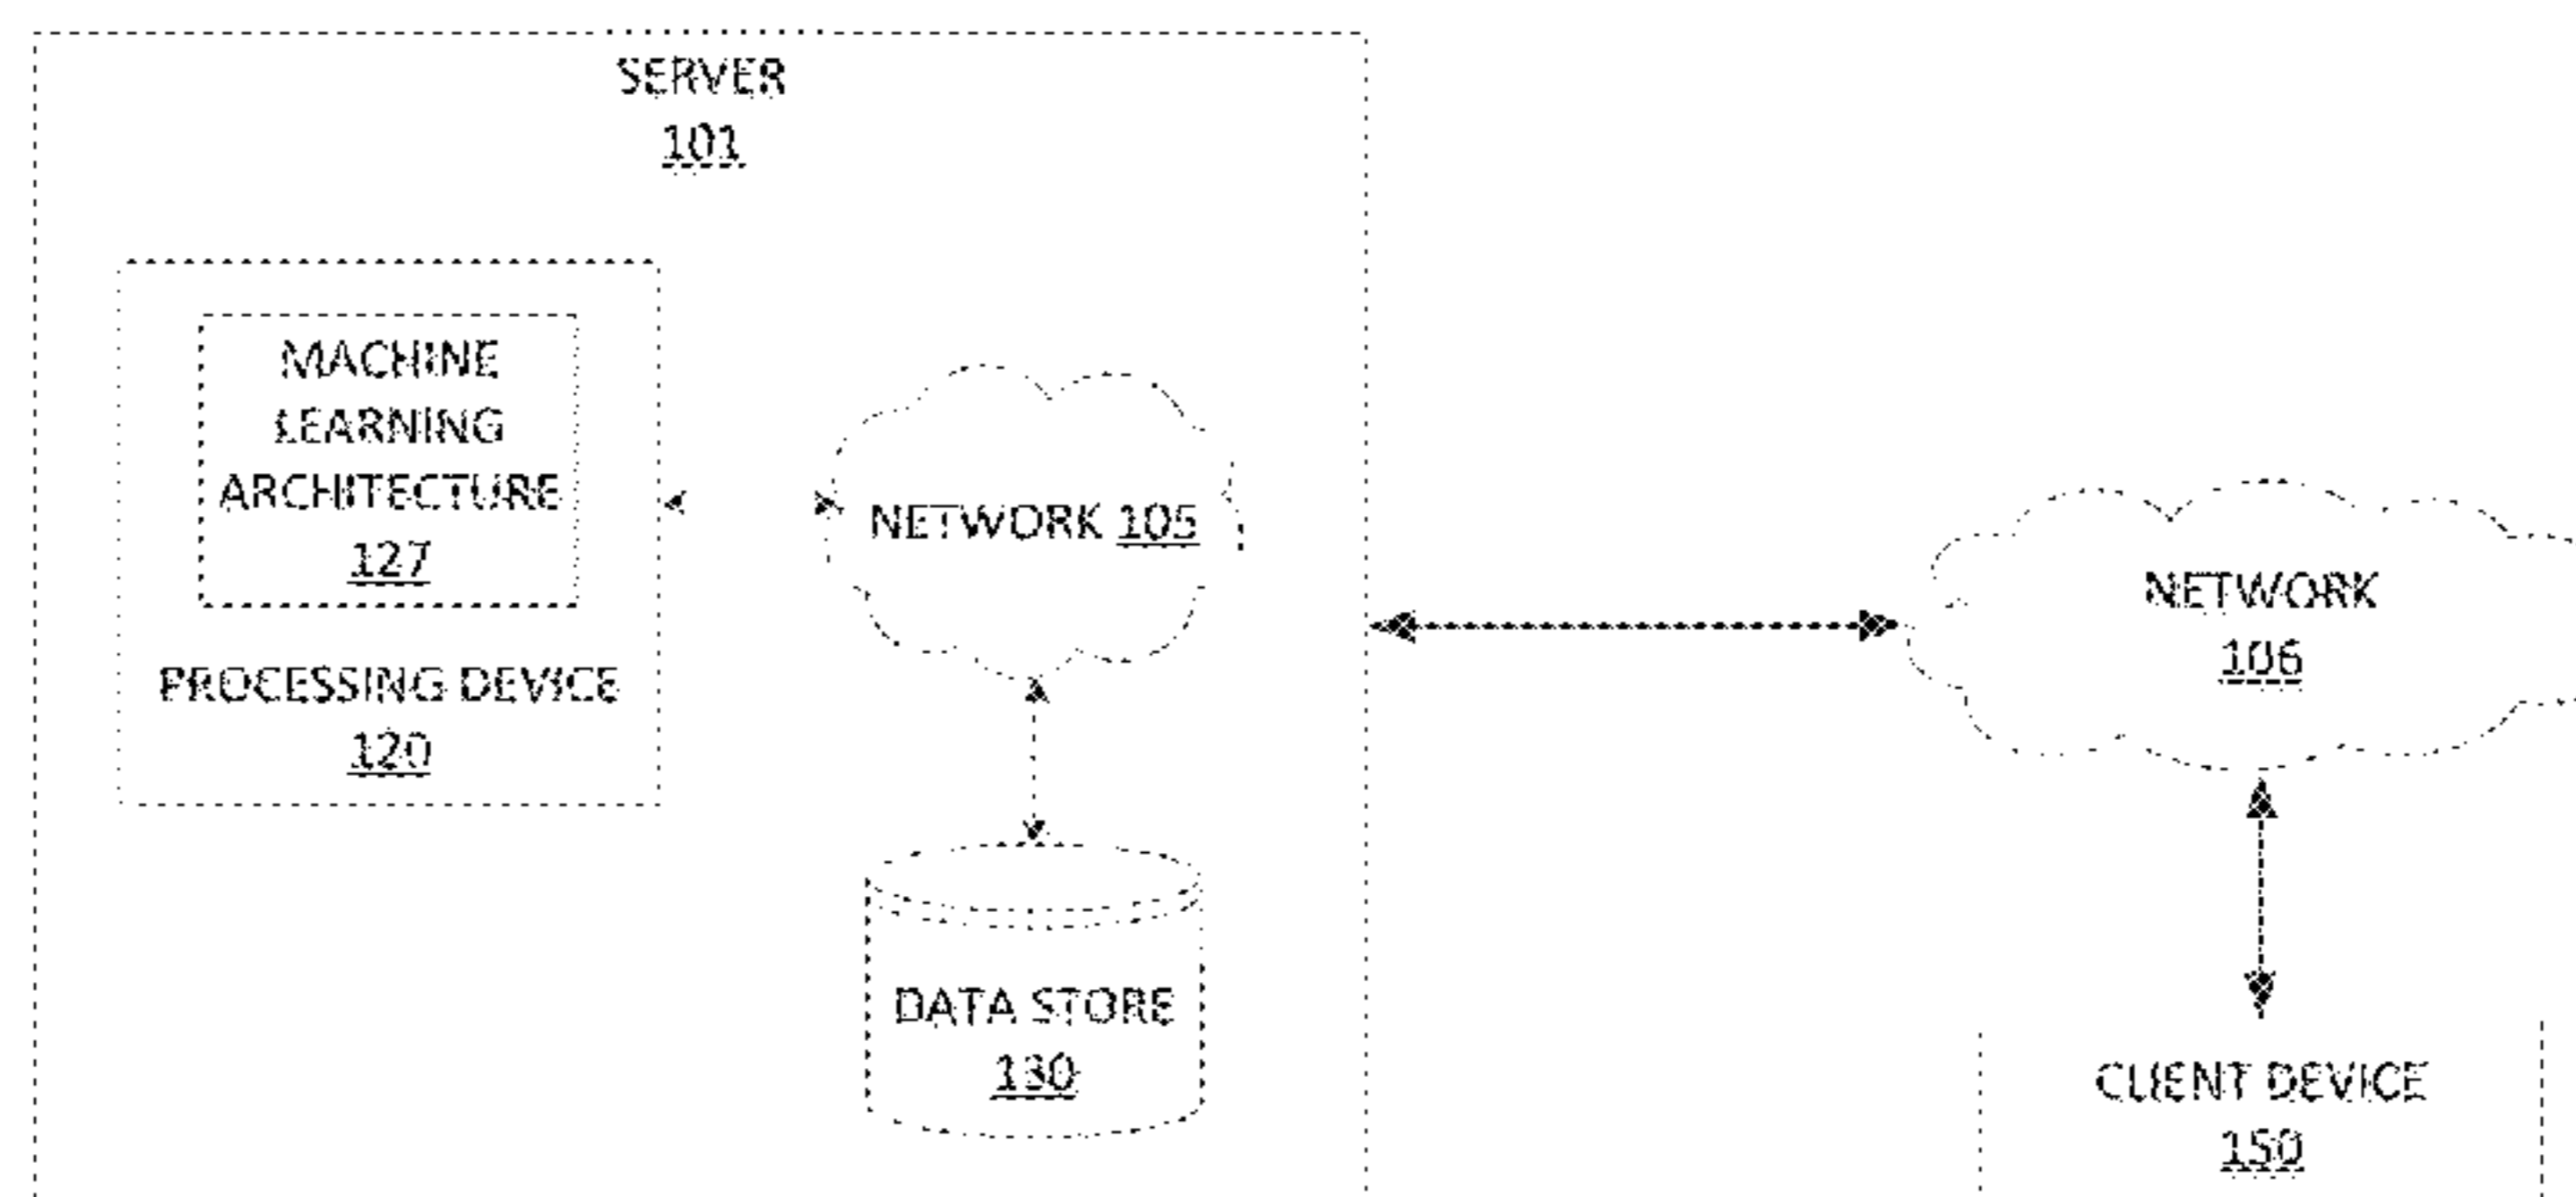 SERVER
101
MACHINE
LEARNING
ARCHITECTURE
127
PROCESSING DEVICE
120
NETWORK 105
DATA STORE
130
NETWORK
106
CLIENT DEVICE
150